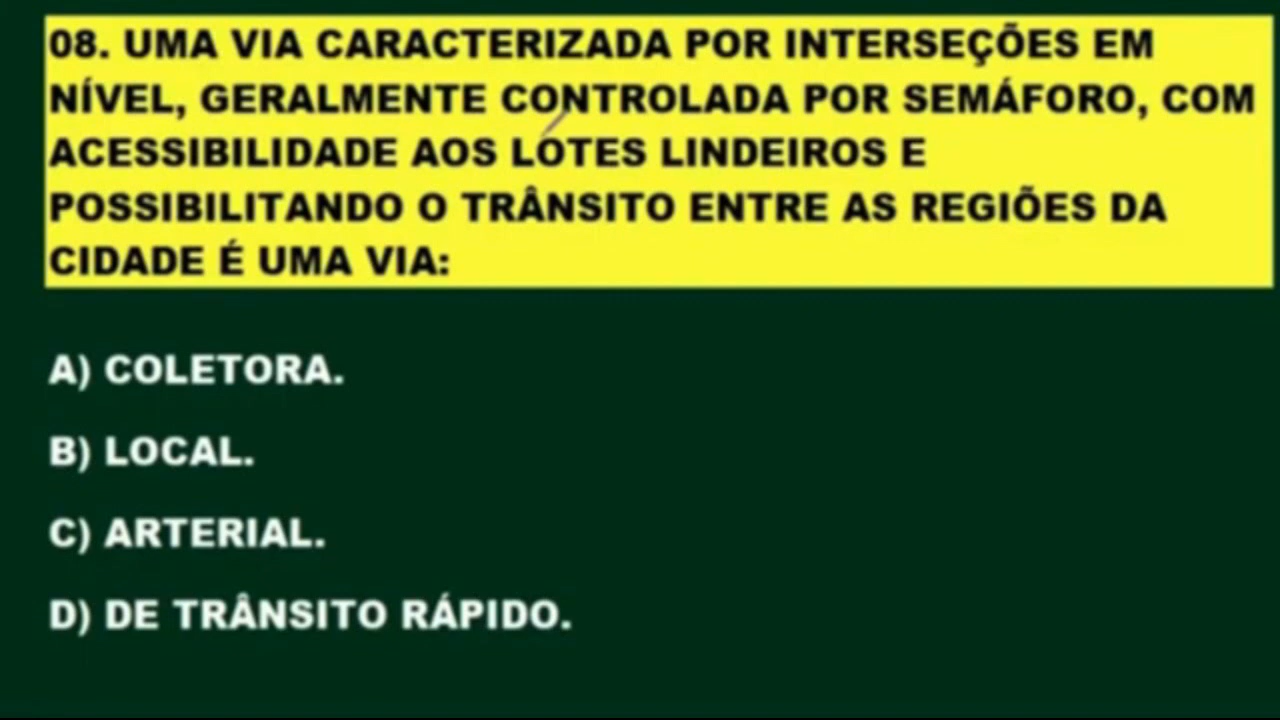 08. UMA VIA CARACTERIZADA POR INTERSEÇÕES EM
NÍVEL, GERALMENTE CONTROLADA POR SEMÁFORO, COM
ACESSIBILIDADE AOS LOTES LINDEIROS E
POSSIBILITANDO O TRÂNSITO ENTRE AS REGIÕES DA
CIDADE É UMA VIA:
A) COLETORA.
B) LOCAL.
C) ARTERIAL.
D) DE TRÂNSITO RÁPIDO.